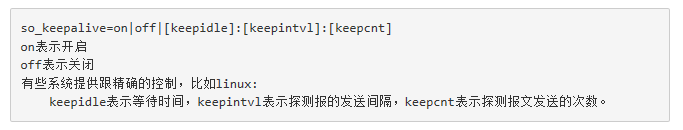 so_keepalive=on|off|[keepidle]:[keepintvl]:[keepcnt]
on表示开启
off表示关闭
有些系统提供跟精确的控制，比如linux:
    keepidle表示等待时间，keepintvl表示探测报的发送间隔，keepcnt表示探测报文发送的次数。